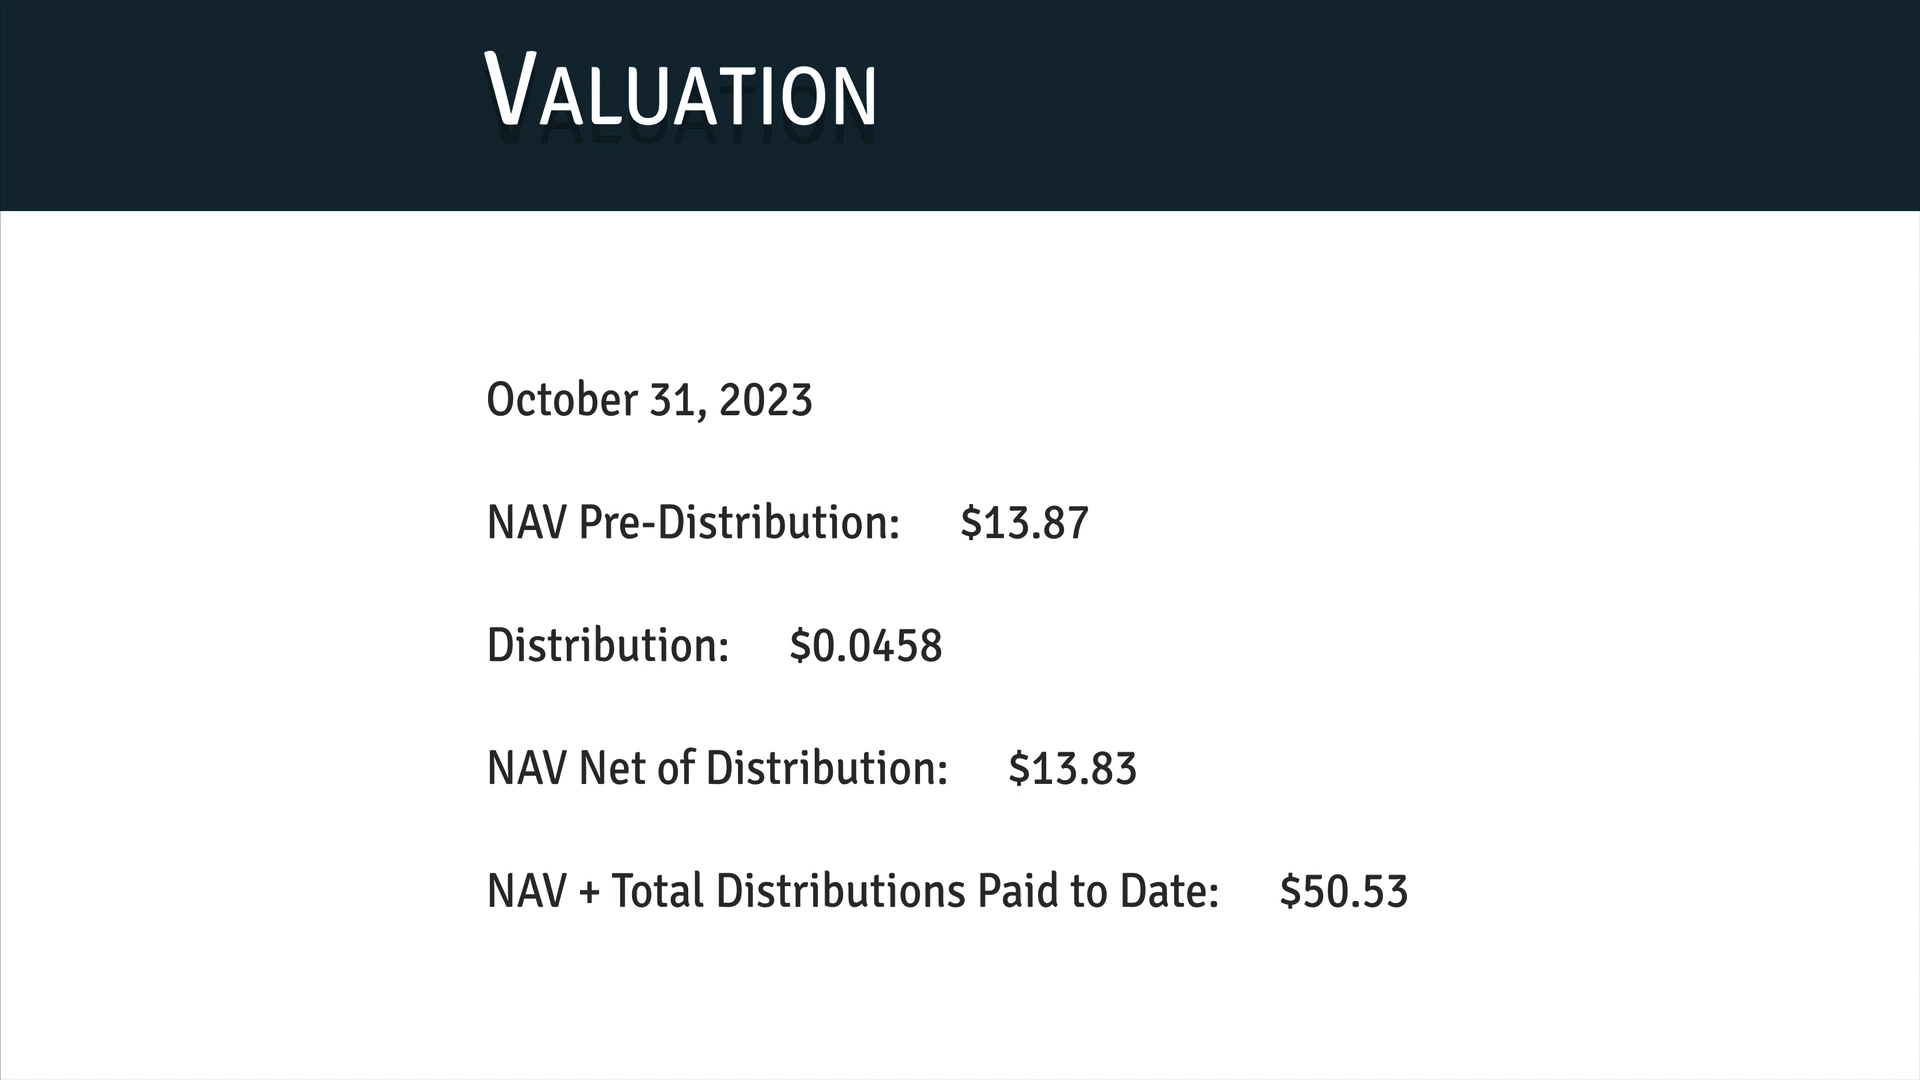 VALUATION
October 31, 2023
NAV Pre-Distribution: $13.87
Distribution: $0.0458
NAV Net of Distribution: $13.83
NAV + Total Distributions Paid to Date: $50.53